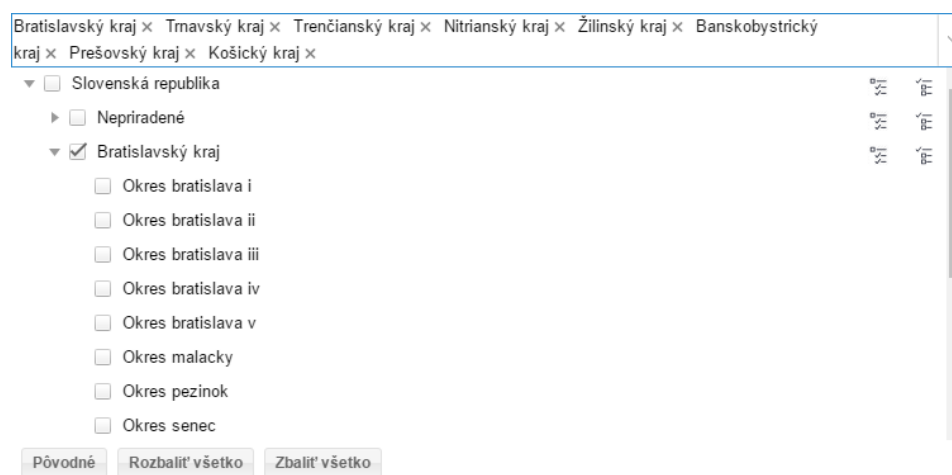 Bratislavský kraj × Trnavský kraj × Trenčianský kraj × Nitrianský kraj × Žilinský kraj × Banskobystrický
kraj × Prešovský kraj × Košický kraj ×
Slovenská republika
Nepriradené
Bratislavský kraj
Okres bratislava i
Okres bratislava ii
Okres bratislava iii
Okres bratislava iv
Okres bratislava v
Okres malacky
Okres pezinok
Okres senec
Pôvodné Rozbaliť všetko Zbaliť všetko